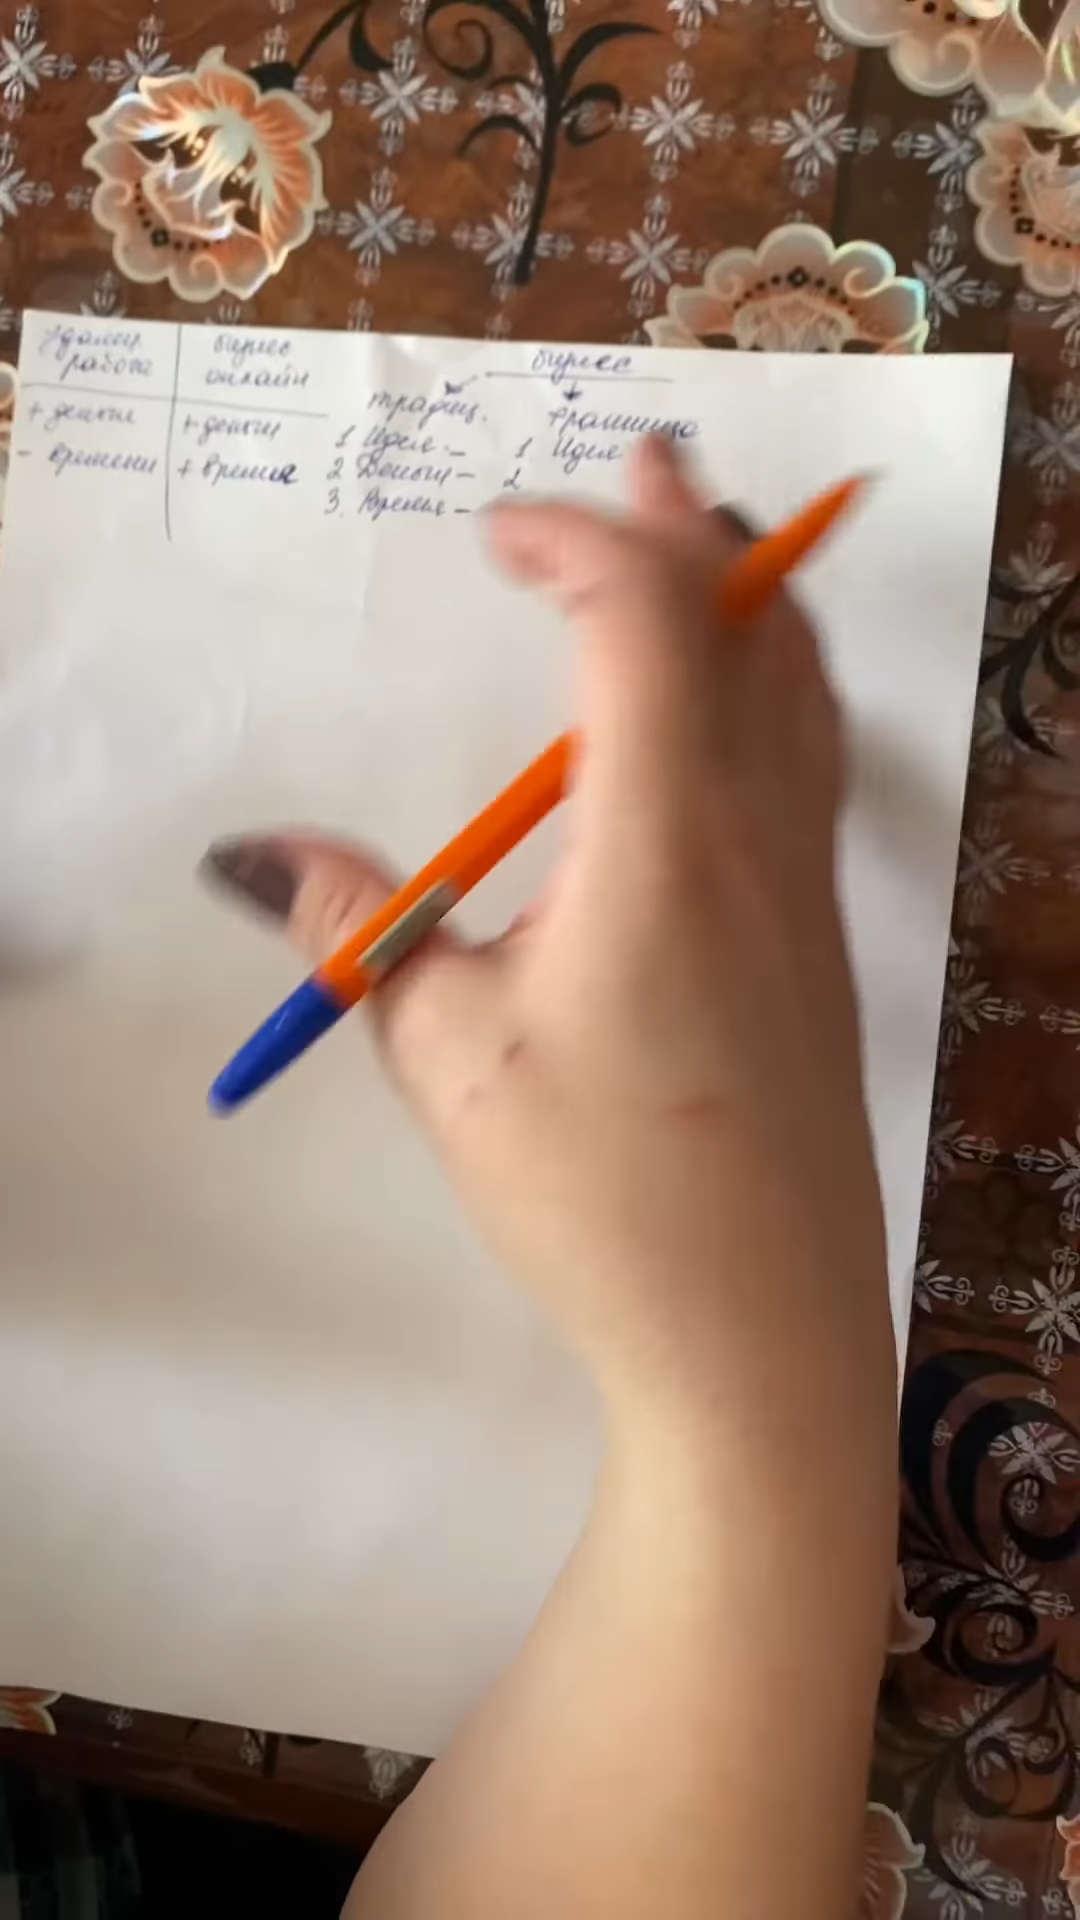 Удален.
работа
+ деньги
- времени
бизнес
онлайн
+ деньги
+ время
бизнес
традиц.
1 Идея -
2 Деньги -
3. Время -
Франшиза
1. Идея
2